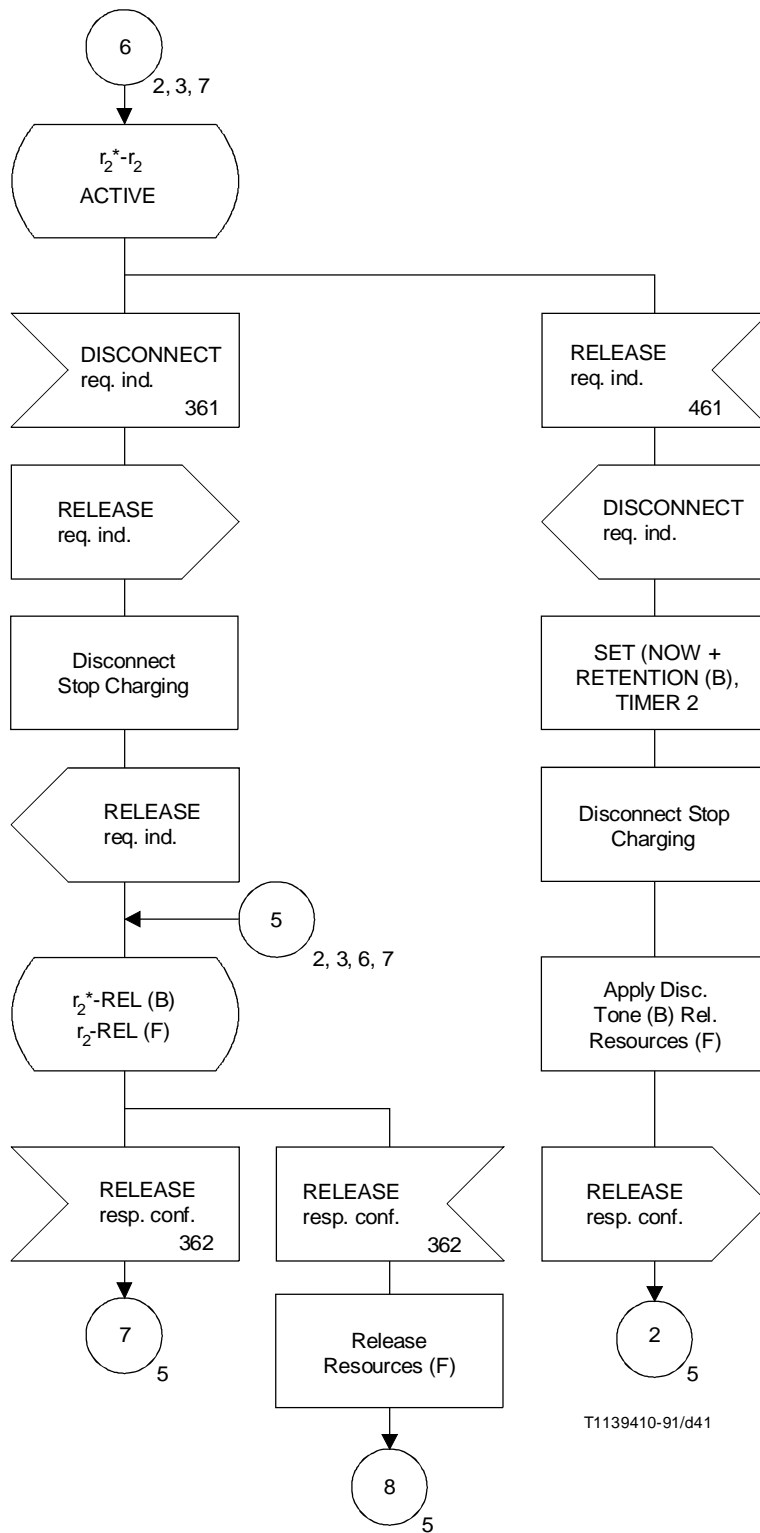 6
2, 3, 7
r2*-r2
ACTIVE
DISCONNECT
req. ind.
361
RELEASE
req. ind.
461
RELEASE
req. ind.
DISCONNECT
req. ind.
Disconnect
Stop Charging
SET (NOW +
RETENTION (B),
TIMER 2
RELEASE
req. ind.
Disconnect Stop
Charging
5
2, 3, 6, 7
r2*-REL (B)
r2-REL (F)
Apply Disc.
Tone (B) Rel.
Resources (F)
RELEASE
resp. conf.
362
RELEASE
resp. conf.
362
RELEASE
resp. conf.
7
5
Release
Resources (F)
2
5
T1139410-91/d41
8
5